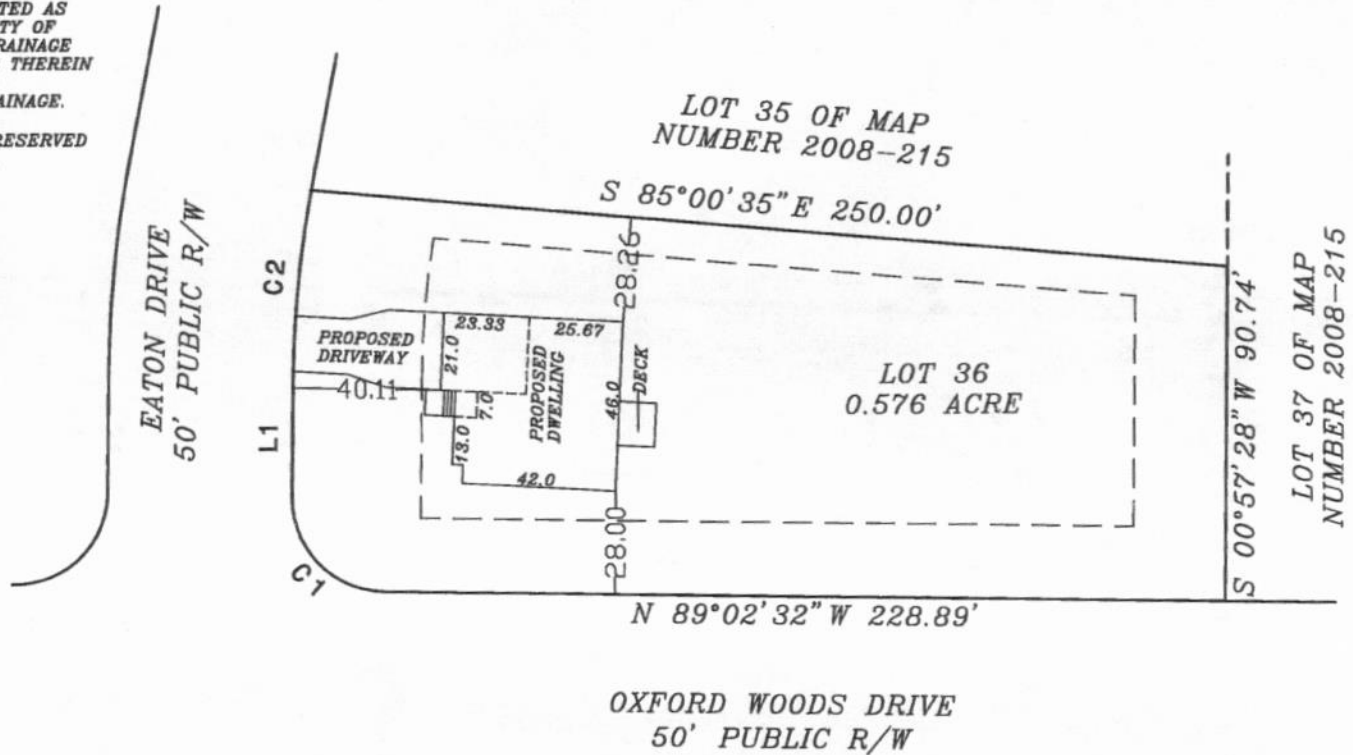 TED AS
TY OF
RAINAGE
THEREIN
AINAGE.
RESERVED
LOT 35 OF MAP
NUMBER 2008-215
S 85°00'35" E 250.00'
EATON DRIVE
50' PUBLIC R/W
C2
L1
C1
PROPOSED
DRIVEWAY
40.11
23.33
25.67
21.0
7.0
13.0
42.0
46.0
PROPOSED
DWELLING
DECK
28.26
28.00
LOT 36
0.576 ACRE
S 00°57'28" W 90.74'
LOT 37 OF MAP
NUMBER 2008-215
N 89°02'32" W 228.89'
OXFORD WOODS DRIVE
50' PUBLIC R/W